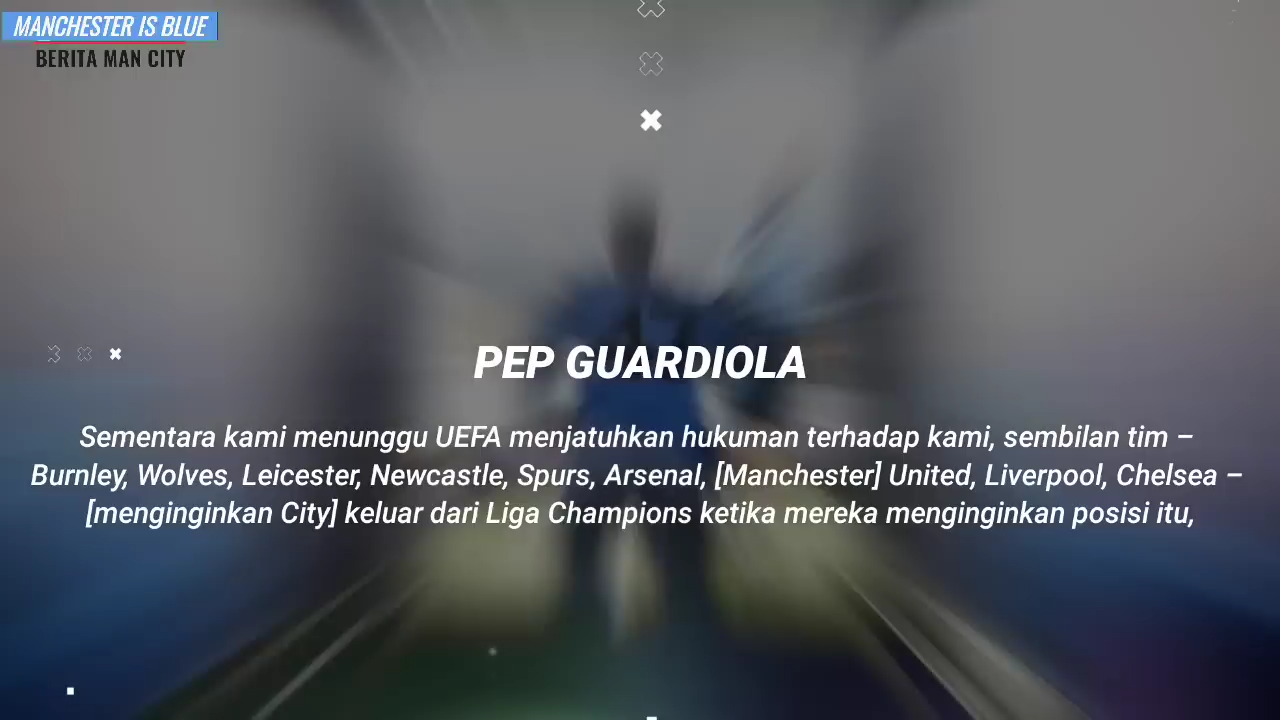 MANCHESTER IS BLUE
BERITA MAN CITY
PEP GUARDIOLA
Sementara kami menunggu UEFA menjatuhkan hukuman terhadap kami, sembilan tim –
Burnley, Wolves, Leicester, Newcastle, Spurs, Arsenal, [Manchester] United, Liverpool, Chelsea –
[menginginkan City] keluar dari Liga Champions ketika mereka menginginkan posisi itu,